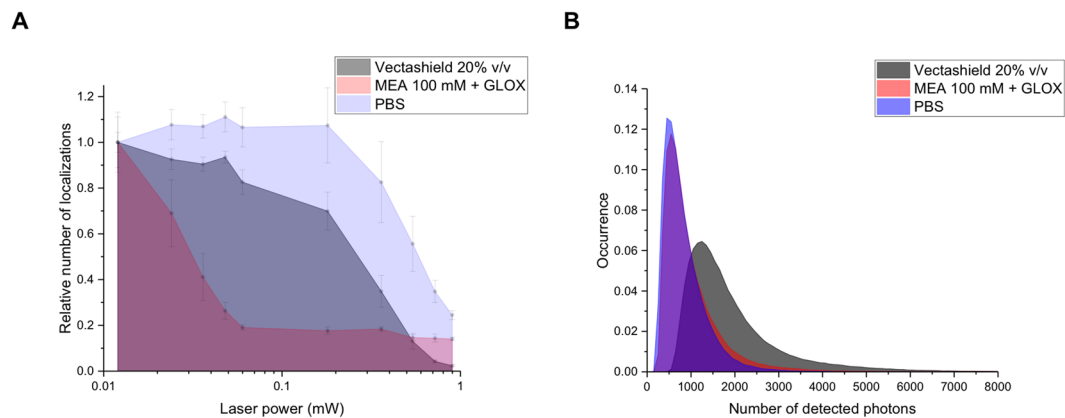 A
Vectashield 20% v/v
MEA 100 mM + GLOX
PBS
1.2
1.0
0.8
0.6
0.4
0.2
0.0
Relative number of localizations
0.01
0.1
1
Laser power (mW)
B
Vectashield 20% v/v
MEA 100 mM + GLOX
PBS
0.14
0.12
0.10
0.08
0.06
0.04
0.02
0.00
Occurrence
0
1000
2000
3000
4000
5000
6000
7000
8000
Number of detected photons